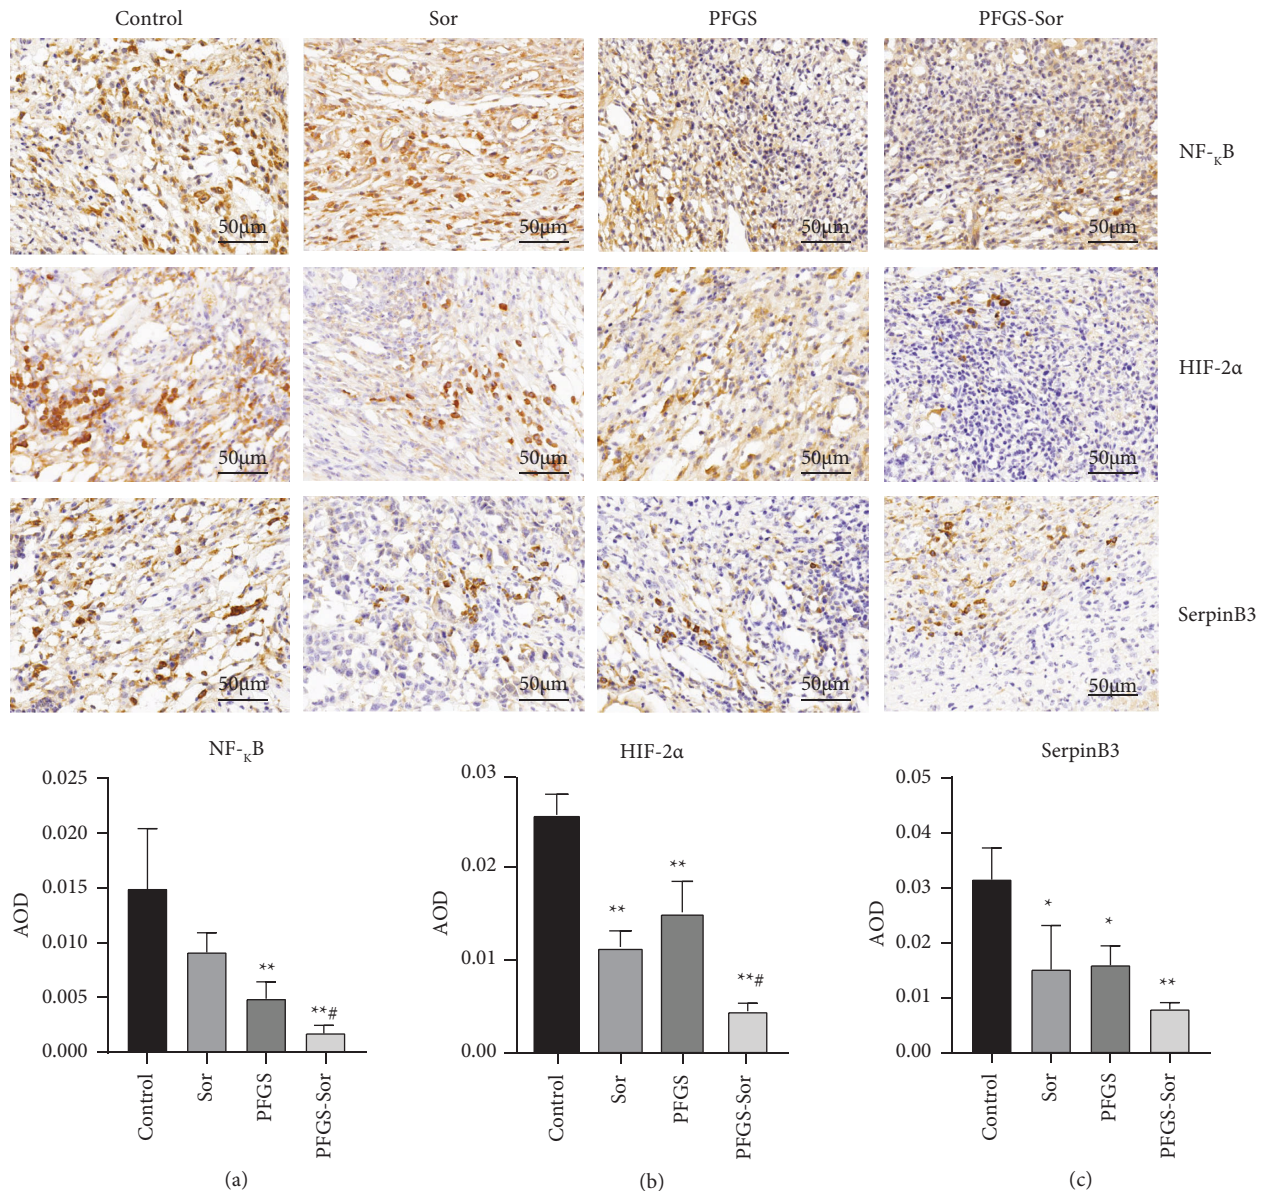 Control Sor PFGS PFGS-Sor
50μm 50μm 50μm 50μm NF-κB
50μm 50μm 50μm 50μm HIF-2α
50μm 50μm 50μm 50μm SerpinB3
NF-κB
0.025
0.020
0.015
0.010
0.005
0.000
AOD
**
**#
Control Sor PFGS PFGS-Sor
(a)
HIF-2α
0.03
0.02
0.01
0.00
AOD
**
**
**#
Control Sor PFGS PFGS-Sor
(b)
SerpinB3
0.05
0.04
0.03
0.02
0.01
0.00
AOD
*
*
**
Control Sor PFGS PFGS-Sor
(c)